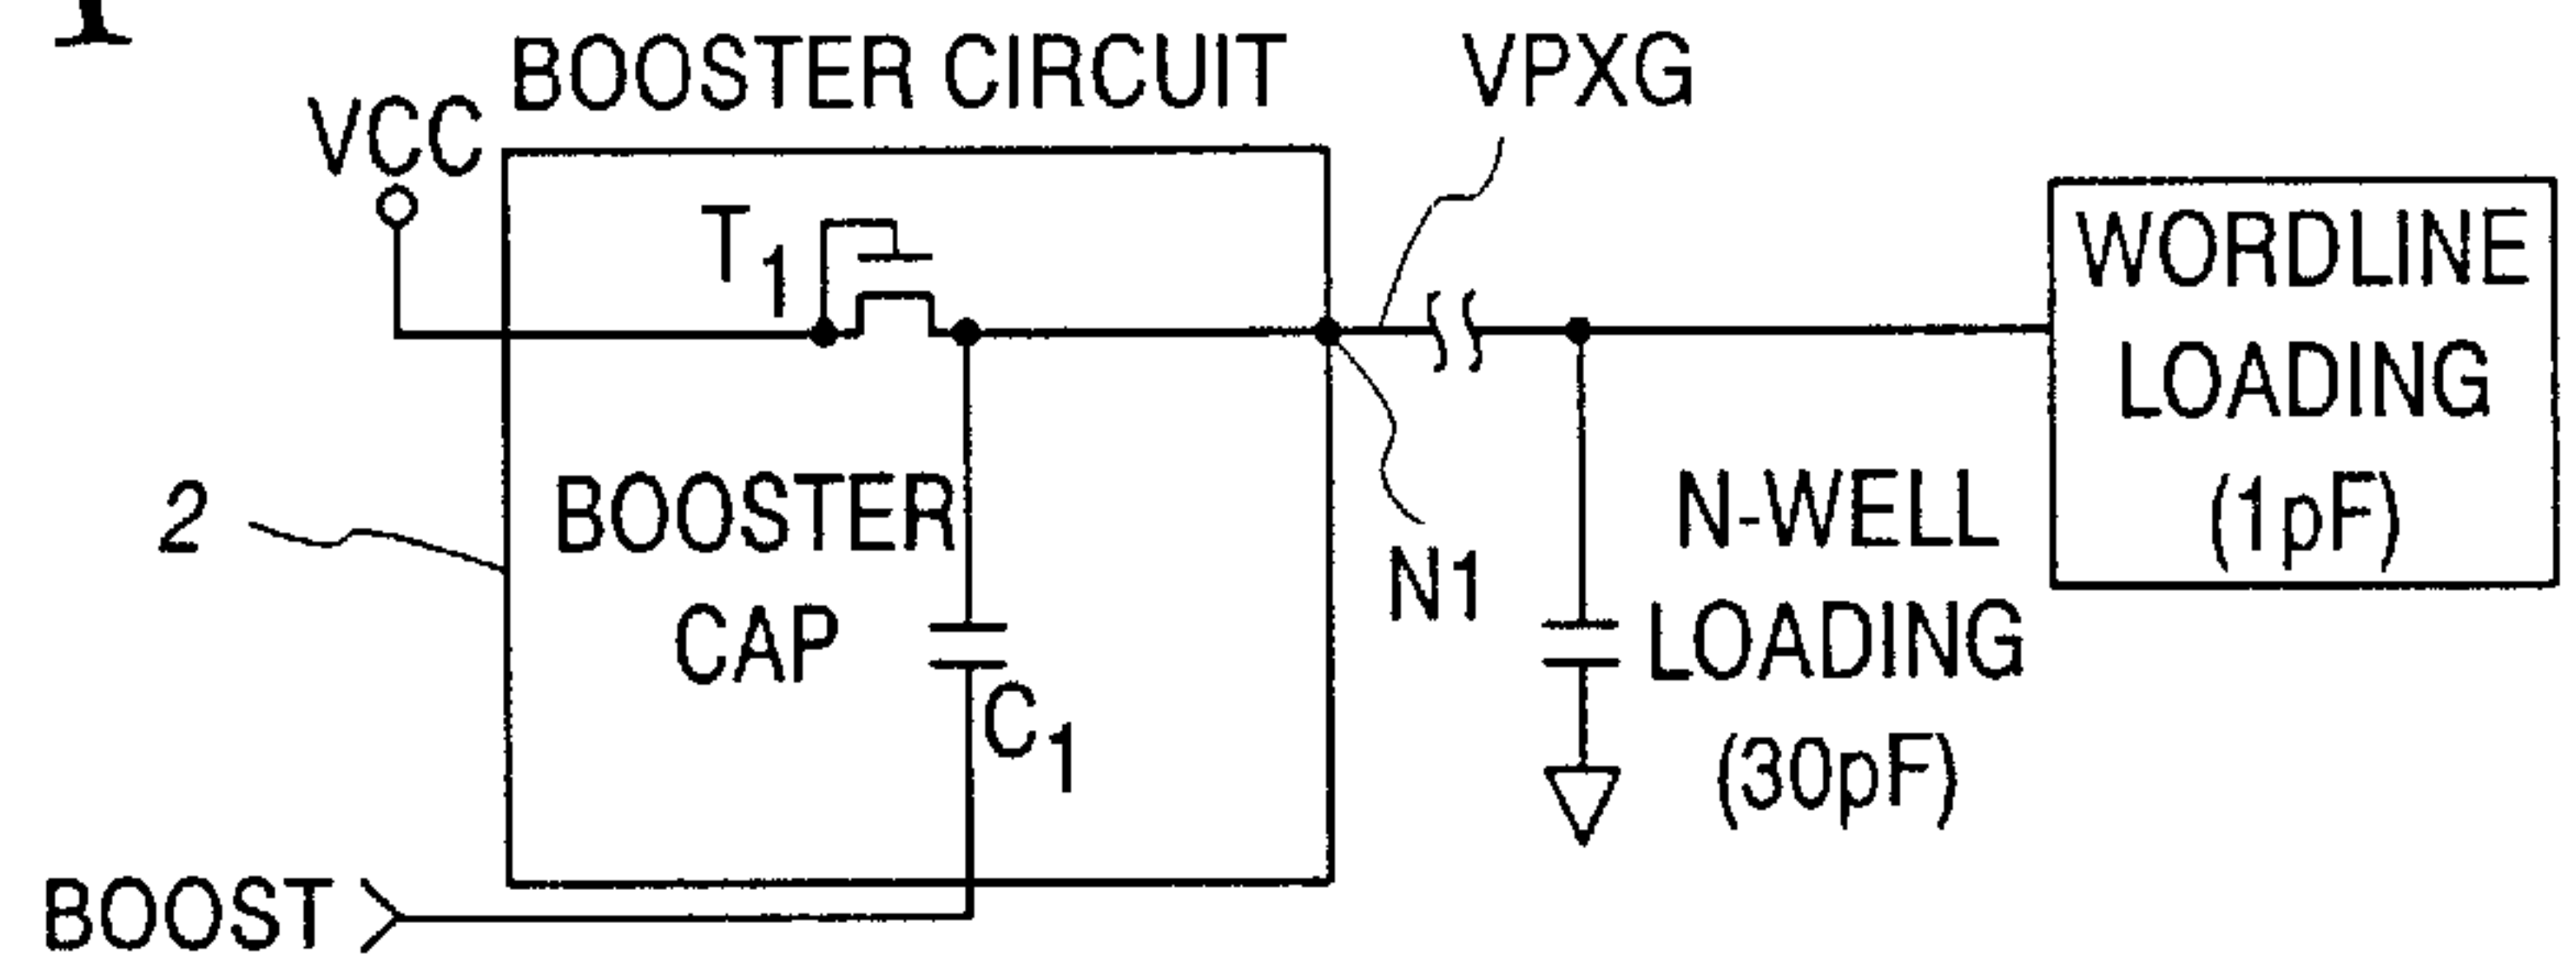 BOOSTER CIRCUIT
VPXG
VCC
T1
WORDLINE
LOADING
(1pF)
2
BOOSTER
CAP
C1
N1
N-WELL
LOADING
(30pF)
BOOST